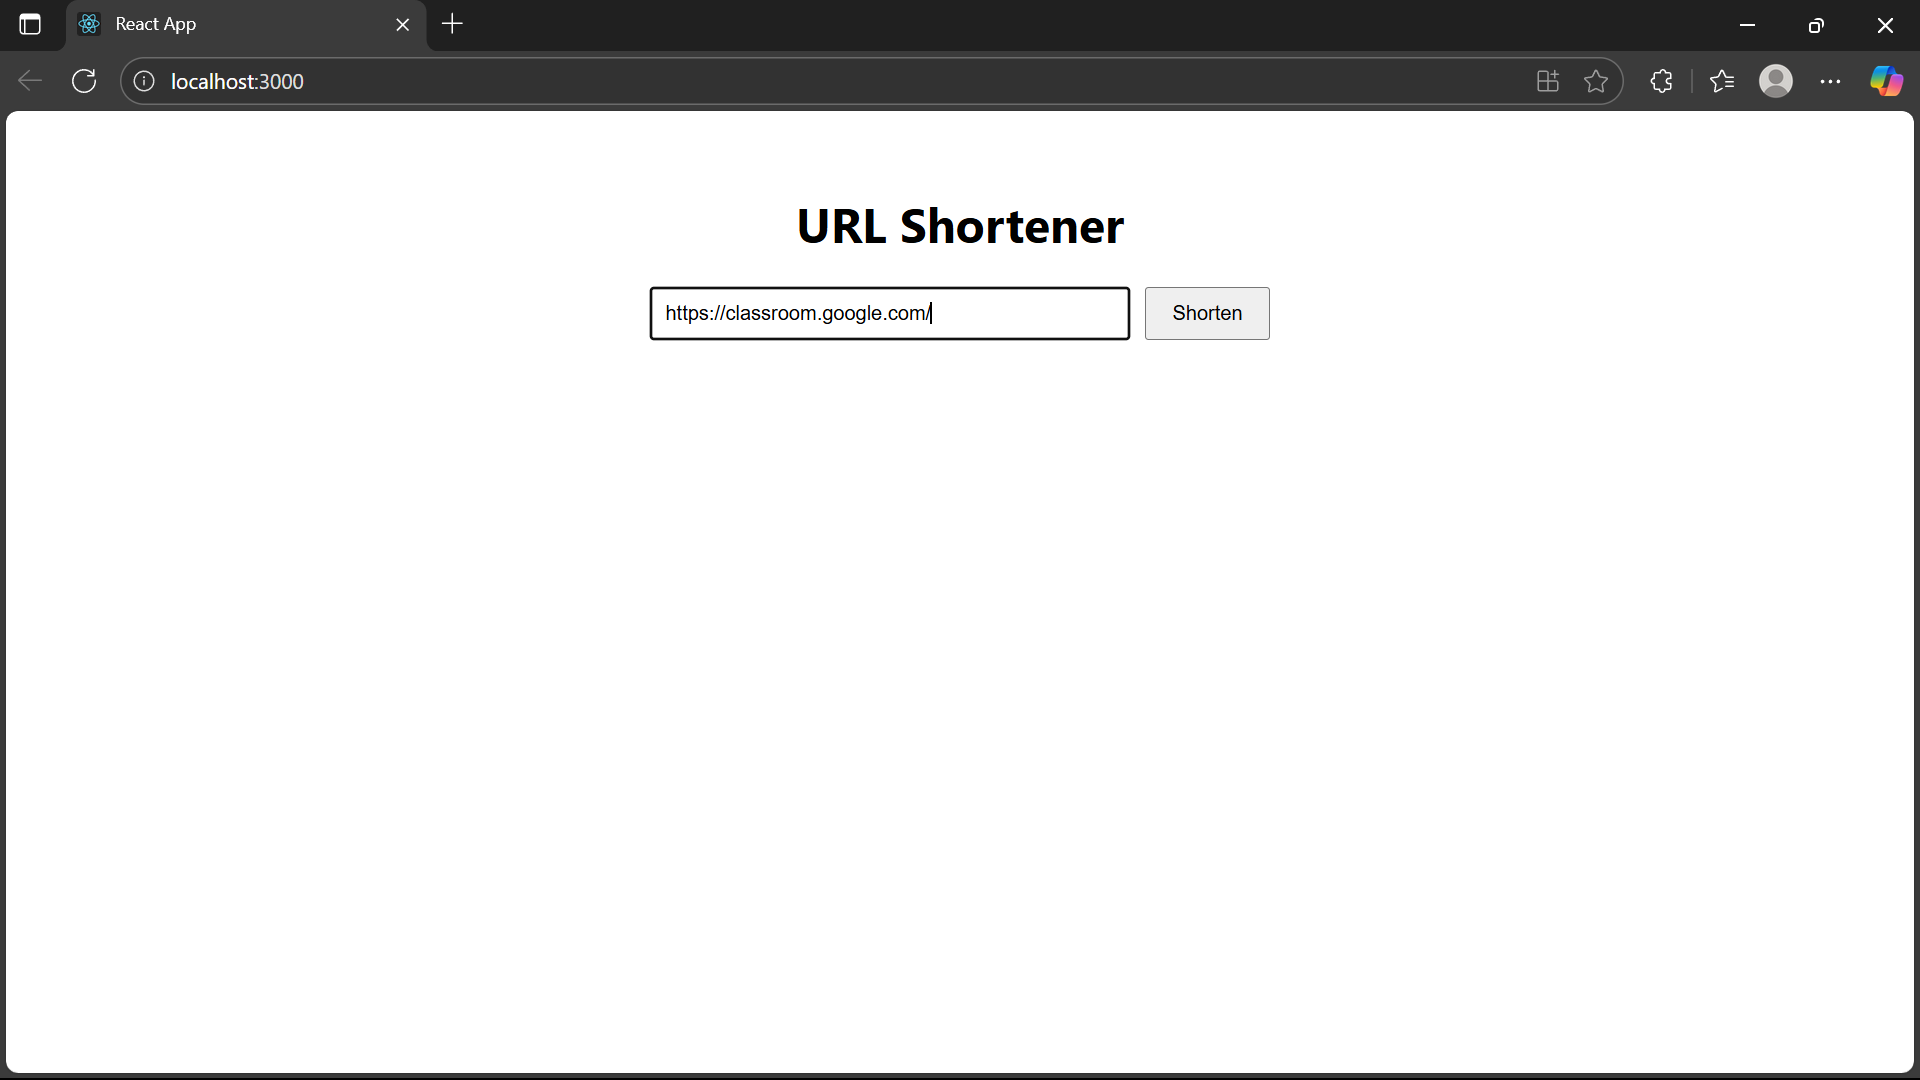 React App
localhost:3000
URL Shortener
https://classroom.google.com/
Shorten